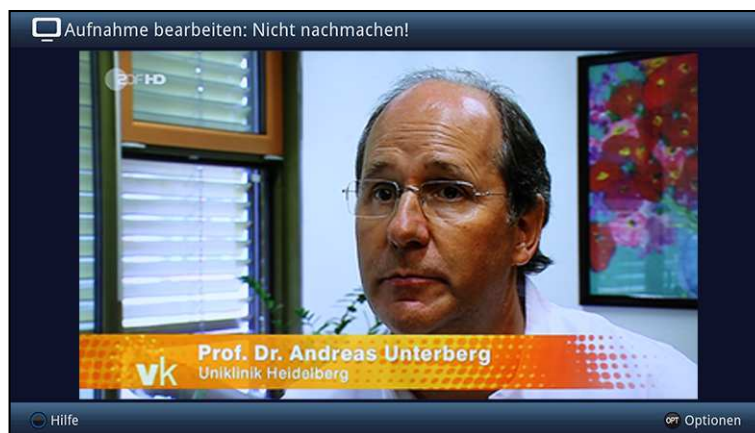 Aufnahme bearbeiten: Nicht nachmachen!
ZDF HD
Prof. Dr. Andreas Unterberg
vk Uniklinik Heidelberg
Hilfe
OPT Optionen